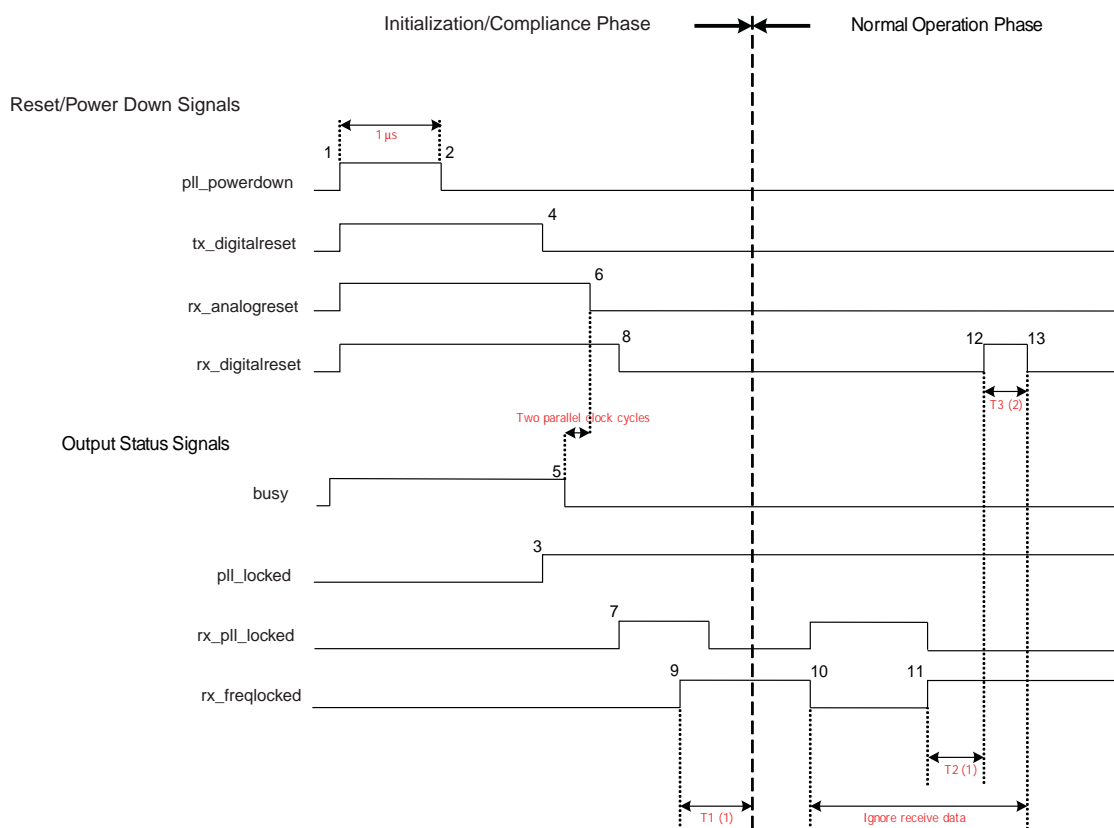 Initialization/Compliance Phase
Normal Operation Phase
Reset/Power Down Signals
1 μs
1
2
pll_powerdown
4
tx_digitalreset
6
rx_analogreset
8
12
13
rx_digitalreset
T3 (2)
Two parallel clock cycles
Output Status Signals
5
busy
3
pll_locked
7
rx_pll_locked
9
10
11
rx_freqlocked
T2 (1)
T1 (1)
Ignore receive data